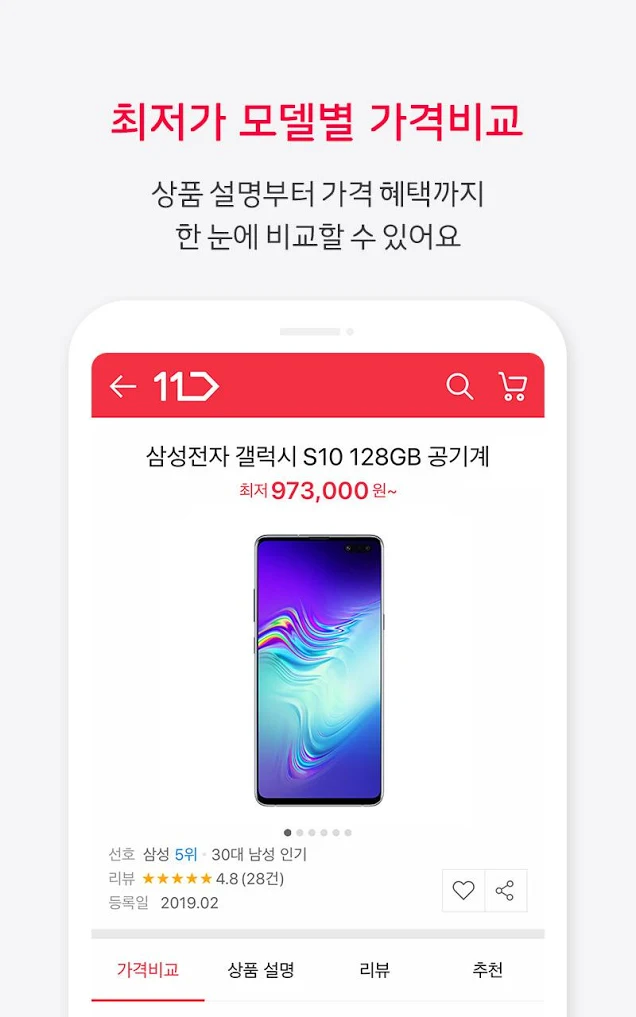 최저가 모델별 가격비교
상품 설명부터 가격 혜택까지
한 눈에 비교할 수 있어요
11
삼성전자 갤럭시 S10 128GB 공기계
최저 973,000 원~
선호 삼성 5위 • 30대 남성 인기
리뷰 ★★★★★ 4.8 (28건)
등록일 2019.02
가격비교 상품 설명 리뷰 추천